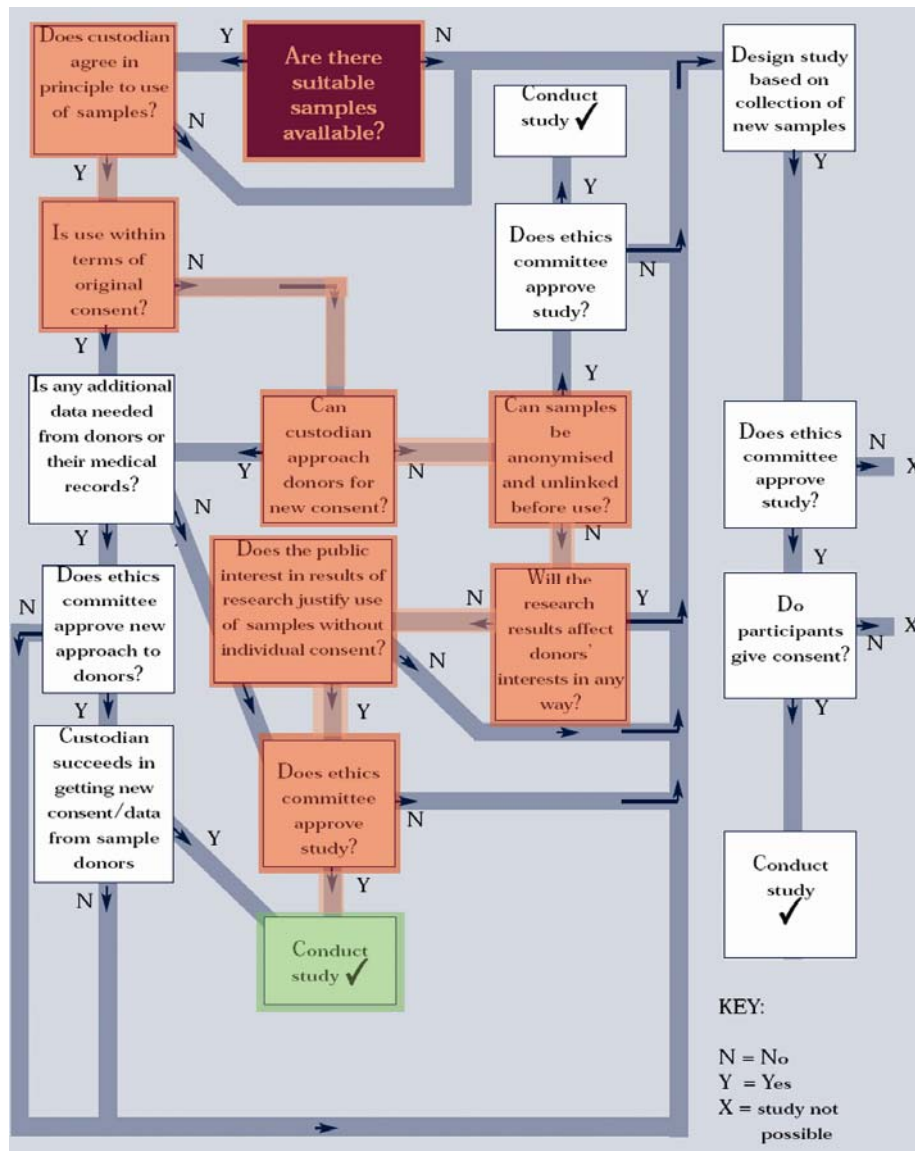 Does custodian
agree in
principle to use
of samples?
Y
Are there
suitable
samples
available?
N
Design study
based on
collection of
new samples
Y
Conduct
study ✓
N
Y
Y
Is use within
terms of
original
consent?
N
Does ethics
committee
approve
study?
N
Y
Y
Is any additional
data needed
from donors or
their medical
records?
Y
Can
custodian
approach
donors for
new consent?
N
Can samples
be
anonymised
and unlinked
before use?
Does ethics
committee
approve
study?
N
X
N
Y
N
Y
Does ethics
committee
approve new
approach to
donors?
N
Does the public
interest in results of
research justify use
of samples without
individual consent?
N
Will the
research
results affect
donors'
interests in any
way?
Y
Do
participants
give consent?
N
X
N
Y
Y
Y
Custodian
succeeds in
getting new
consent/data
from sample
donors
Y
Does ethics
committee
approve
study?
N
N
Y
Conduct
study ✓
Conduct
study
✓
KEY:
N = No
Y = Yes
X = study not
possible